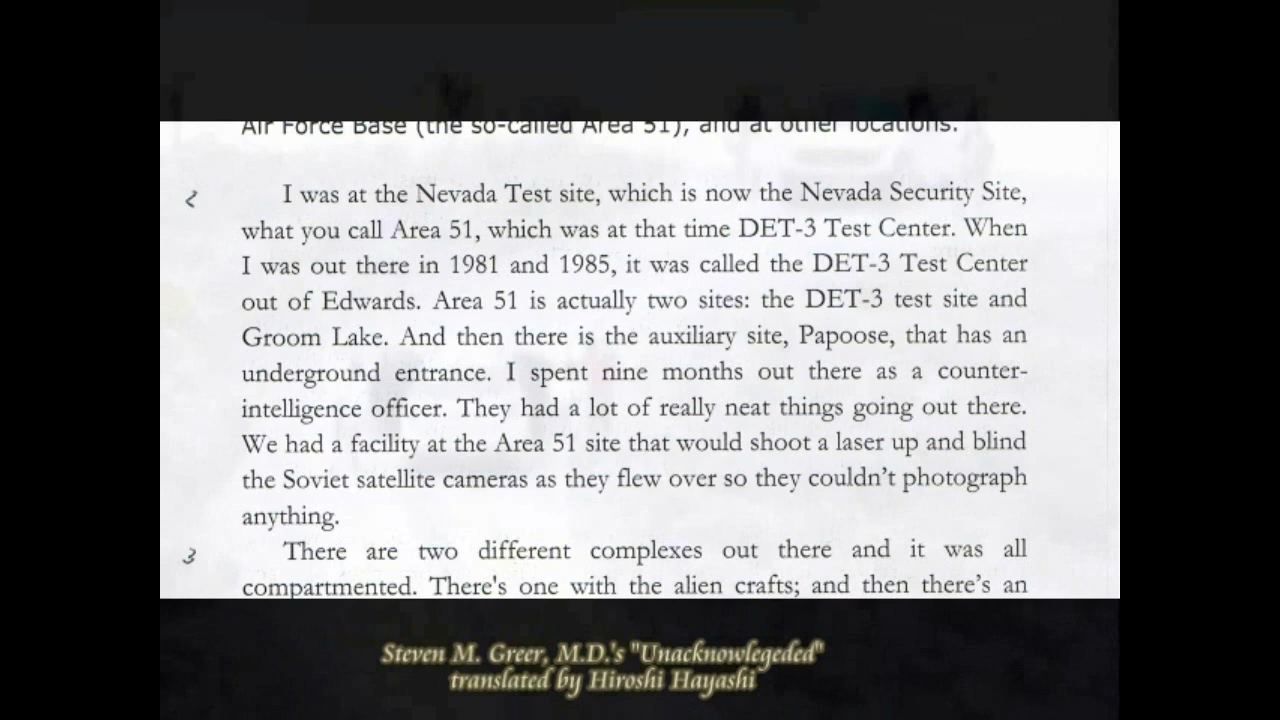 Air Force Base (the so-called Area 51), and at other locations.
2
I was at the Nevada Test site, which is now the Nevada Security Site,
what you call Area 51, which was at that time DET-3 Test Center. When
I was out there in 1981 and 1985, it was called the DET-3 Test Center
out of Edwards. Area 51 is actually two sites: the DET-3 test site and
Groom Lake. And then there is the auxiliary site, Papoose, that has an
underground entrance. I spent nine months out there as a counter-
intelligence officer. They had a lot of really neat things going out there.
We had a facility at the Area 51 site that would shoot a laser up and blind
the Soviet satellite cameras as they flew over so they couldn’t photograph
anything.
3
There are two different complexes out there and it was all
compartmented. There's one with the alien crafts; and then there’s an
Steven M. Greer, M.D.'s "Unacknowlegeded"
translated by Hiroshi Hayashi